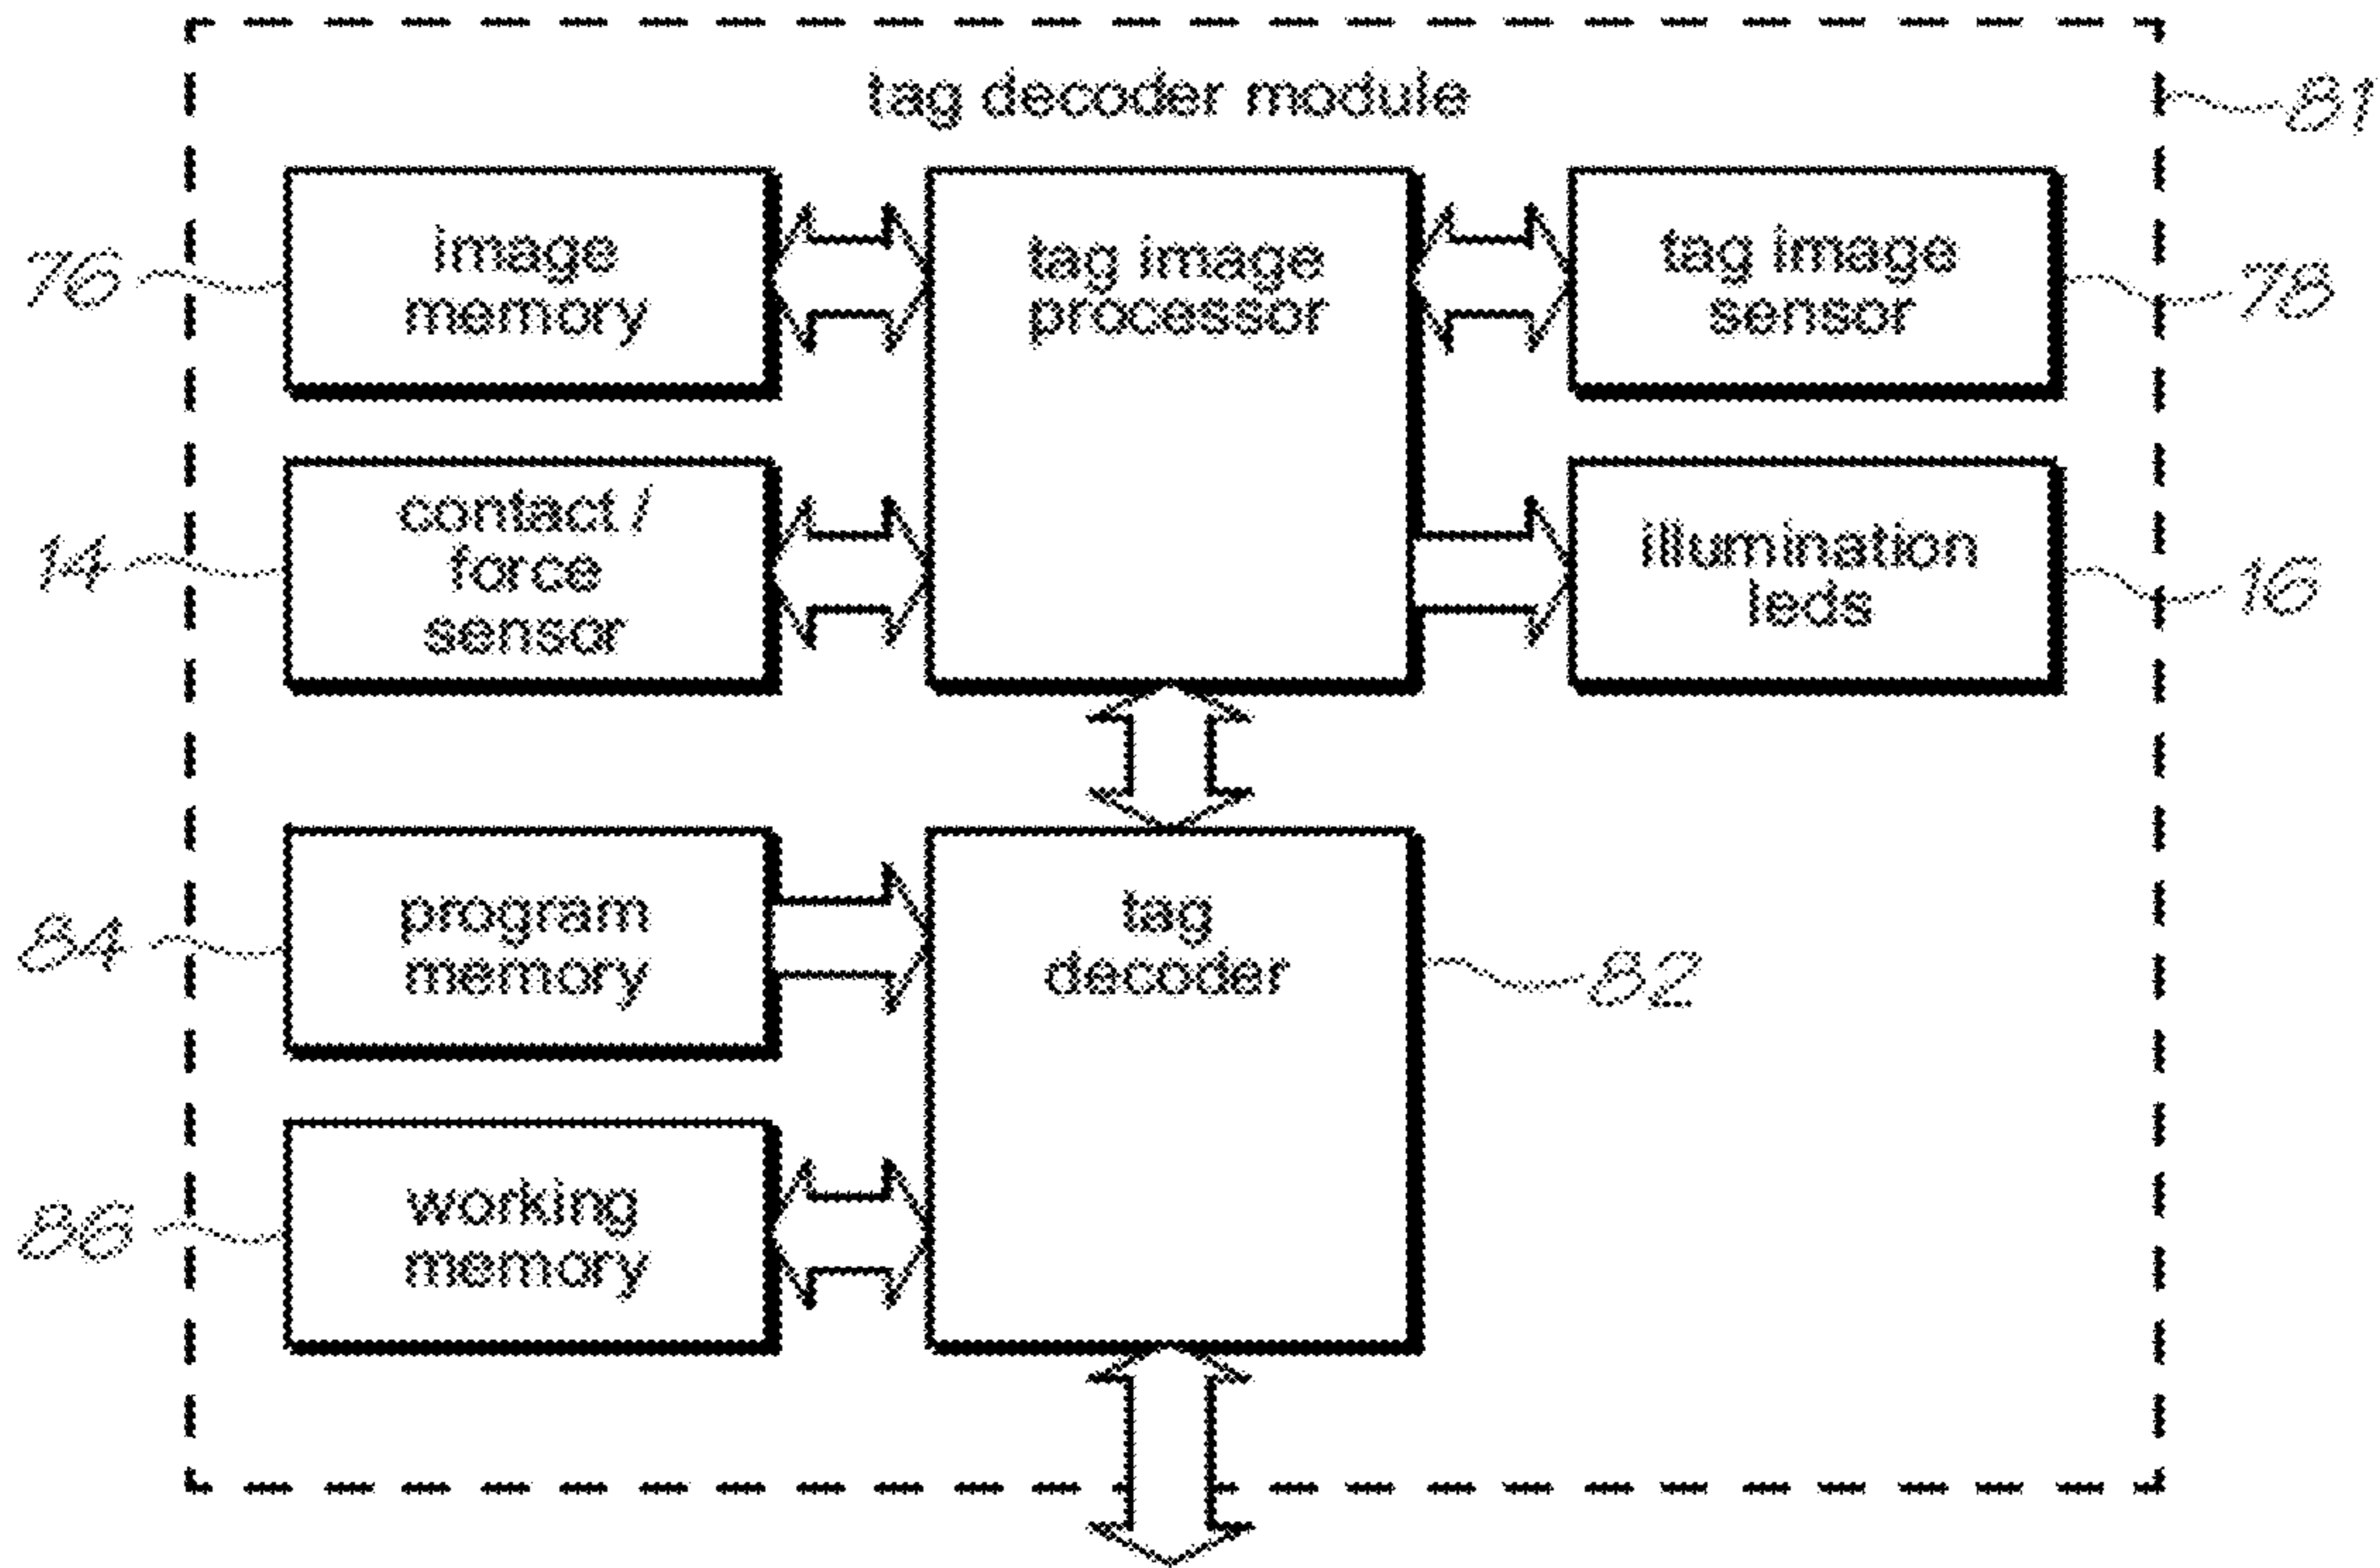 tag decoder module
81
76
image
memory
tag image
processor
tag image
sensor
78
14
contact /
force
sensor
illumination
leds
16
84
program
memory
tag
decoder
82
86
working
memory